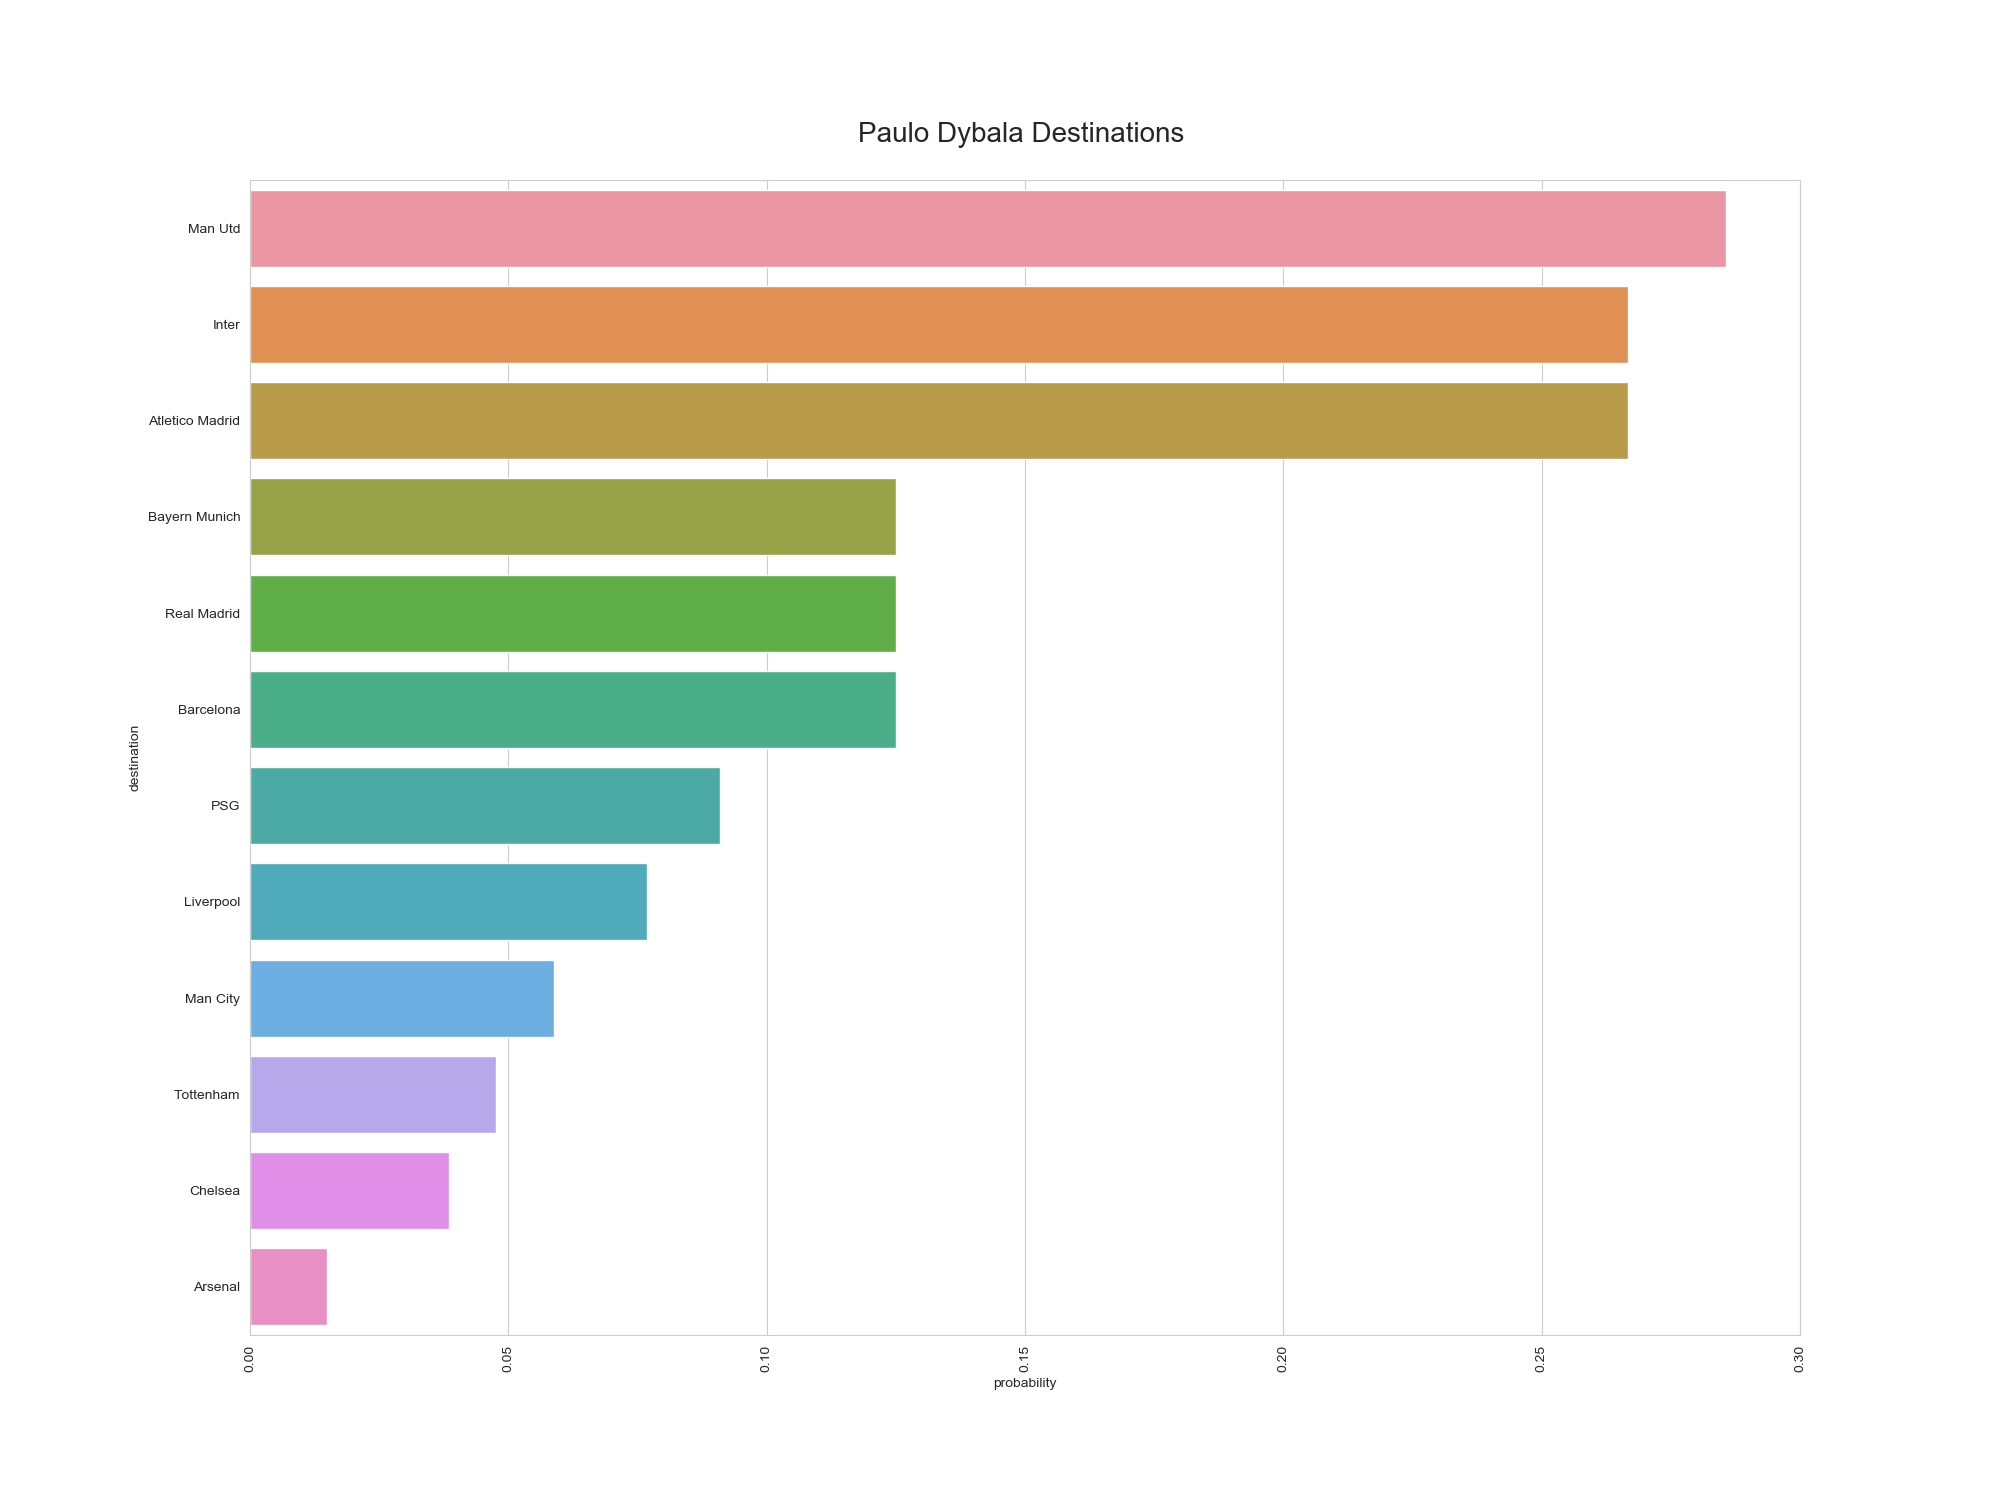 Paulo Dybala Destinations
Man Utd
Inter
Atletico Madrid
Bayern Munich
Real Madrid
Barcelona
PSG
Liverpool
Man City
Tottenham
Chelsea
Arsenal
destination
0.00 0.05 0.10 0.15 0.20 0.25 0.30
probability